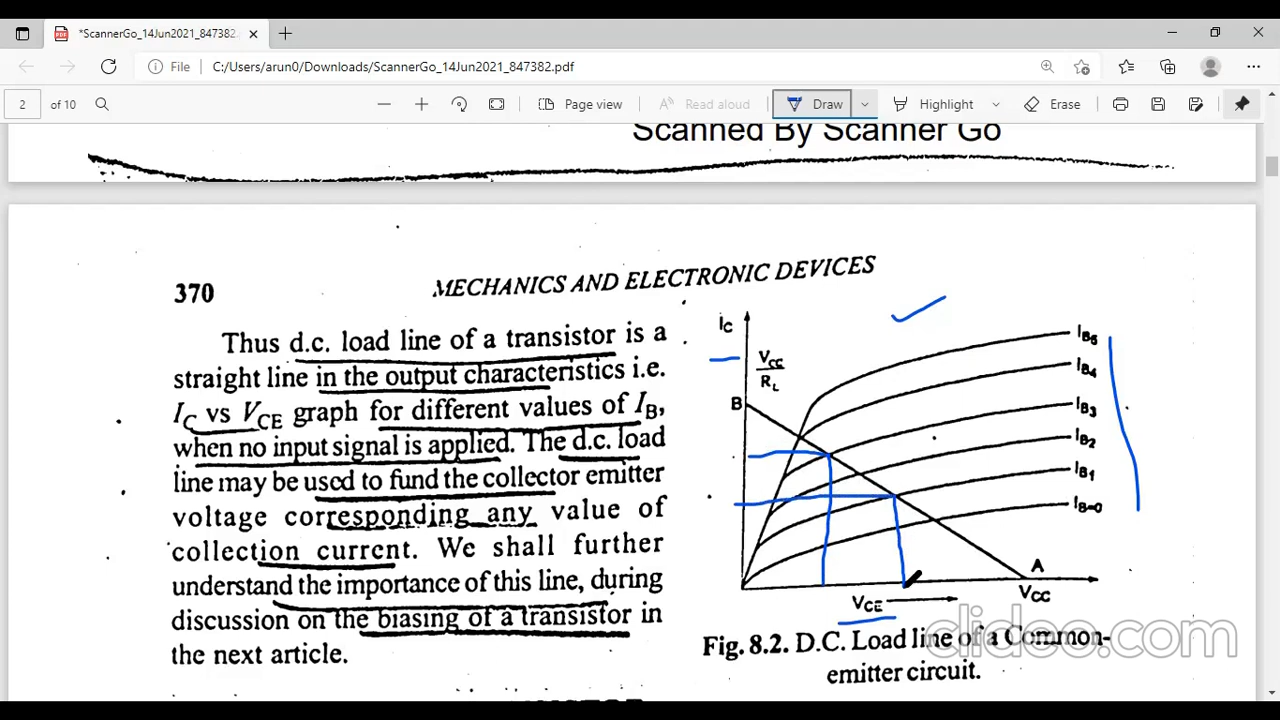 *ScannerGo_14Jun2021_847382.
File C:/Users/arun0/Downloads/ScannerGo_14Jun2021_847382.pdf
2 of 10 Page view Read aloud Draw Highlight Erase
Scanned By Scanner Go
370 MECHANICS AND ELECTRONIC DEVICES
Thus d.c. load line of a transistor is a
straight line in the output characteristics i.e.
IC vs VCE graph for different values of IB,
when no input signal is applied. The d.c. load
line may be used to fund the collector emitter
voltage corresponding any value of
collection current. We shall further
understand the importance of this line, during
discussion on the biasing of a transistor in
the next article.
IC
VCC
RL
B
IB5
IB4
IB3
IB2
IB1
IB=0
A
VCC
VCE
Fig. 8.2. D.C. Load line of a Common-
emitter circuit.
clideo.com